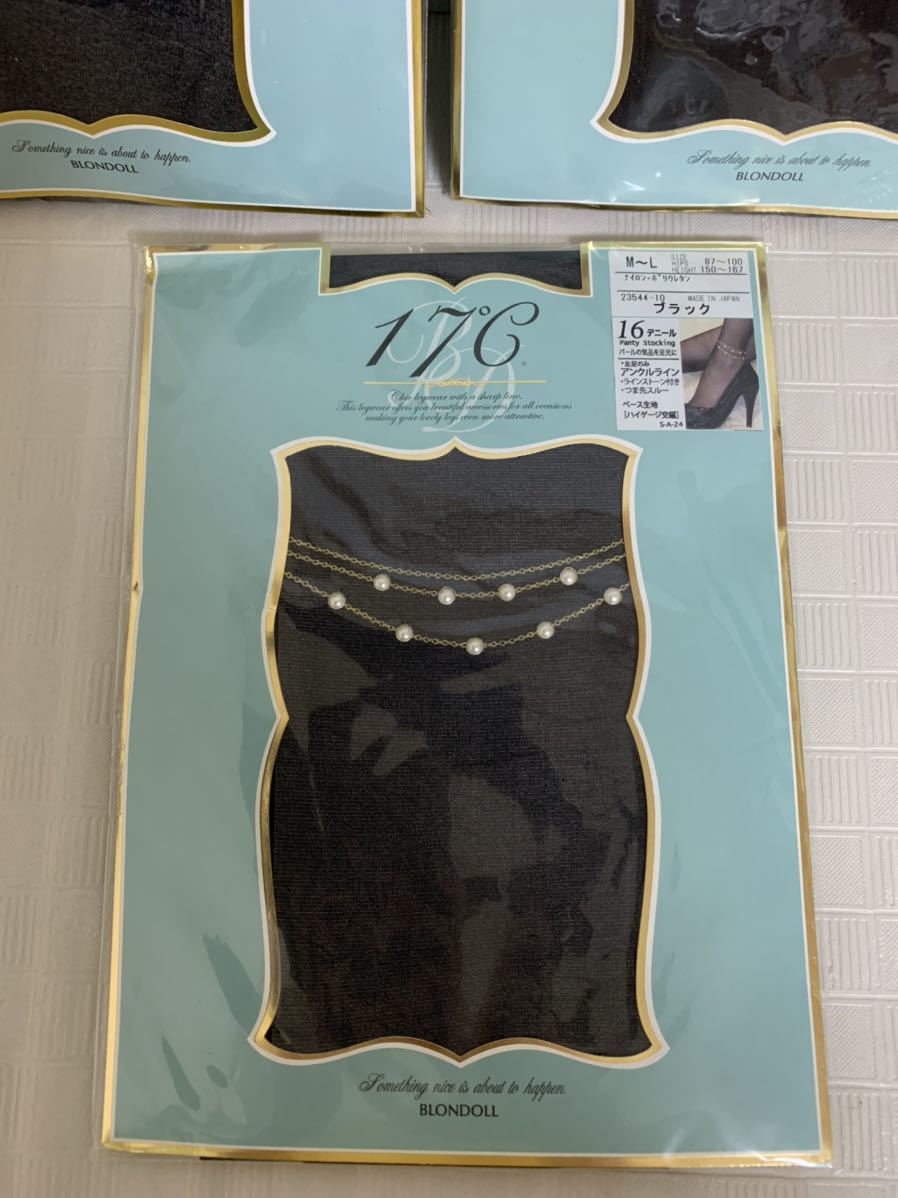 Something nice is about to happen.
BLONDOLL
Something nice is about to happen.
BLONDOLL
17℃
Chic legwear with a sharp line.
This legwear offers you beautiful accessories for all occasions
making your lovely legs even more attractive.
M～L
SIZE
HIPS 87～100
HEIGHT 150～167
ナイロン・ポリウレタン
23544-10 MADE IN JAPAN
ブラック
16デニール
Panty Stocking
パールの気品を足元に
・左足のみ
アンクルライン
・ラインストーン付き
・つま先スルー
ベース生地
[ハイゲージ交編]
S-A-24
Something nice is about to happen.
BLONDOLL